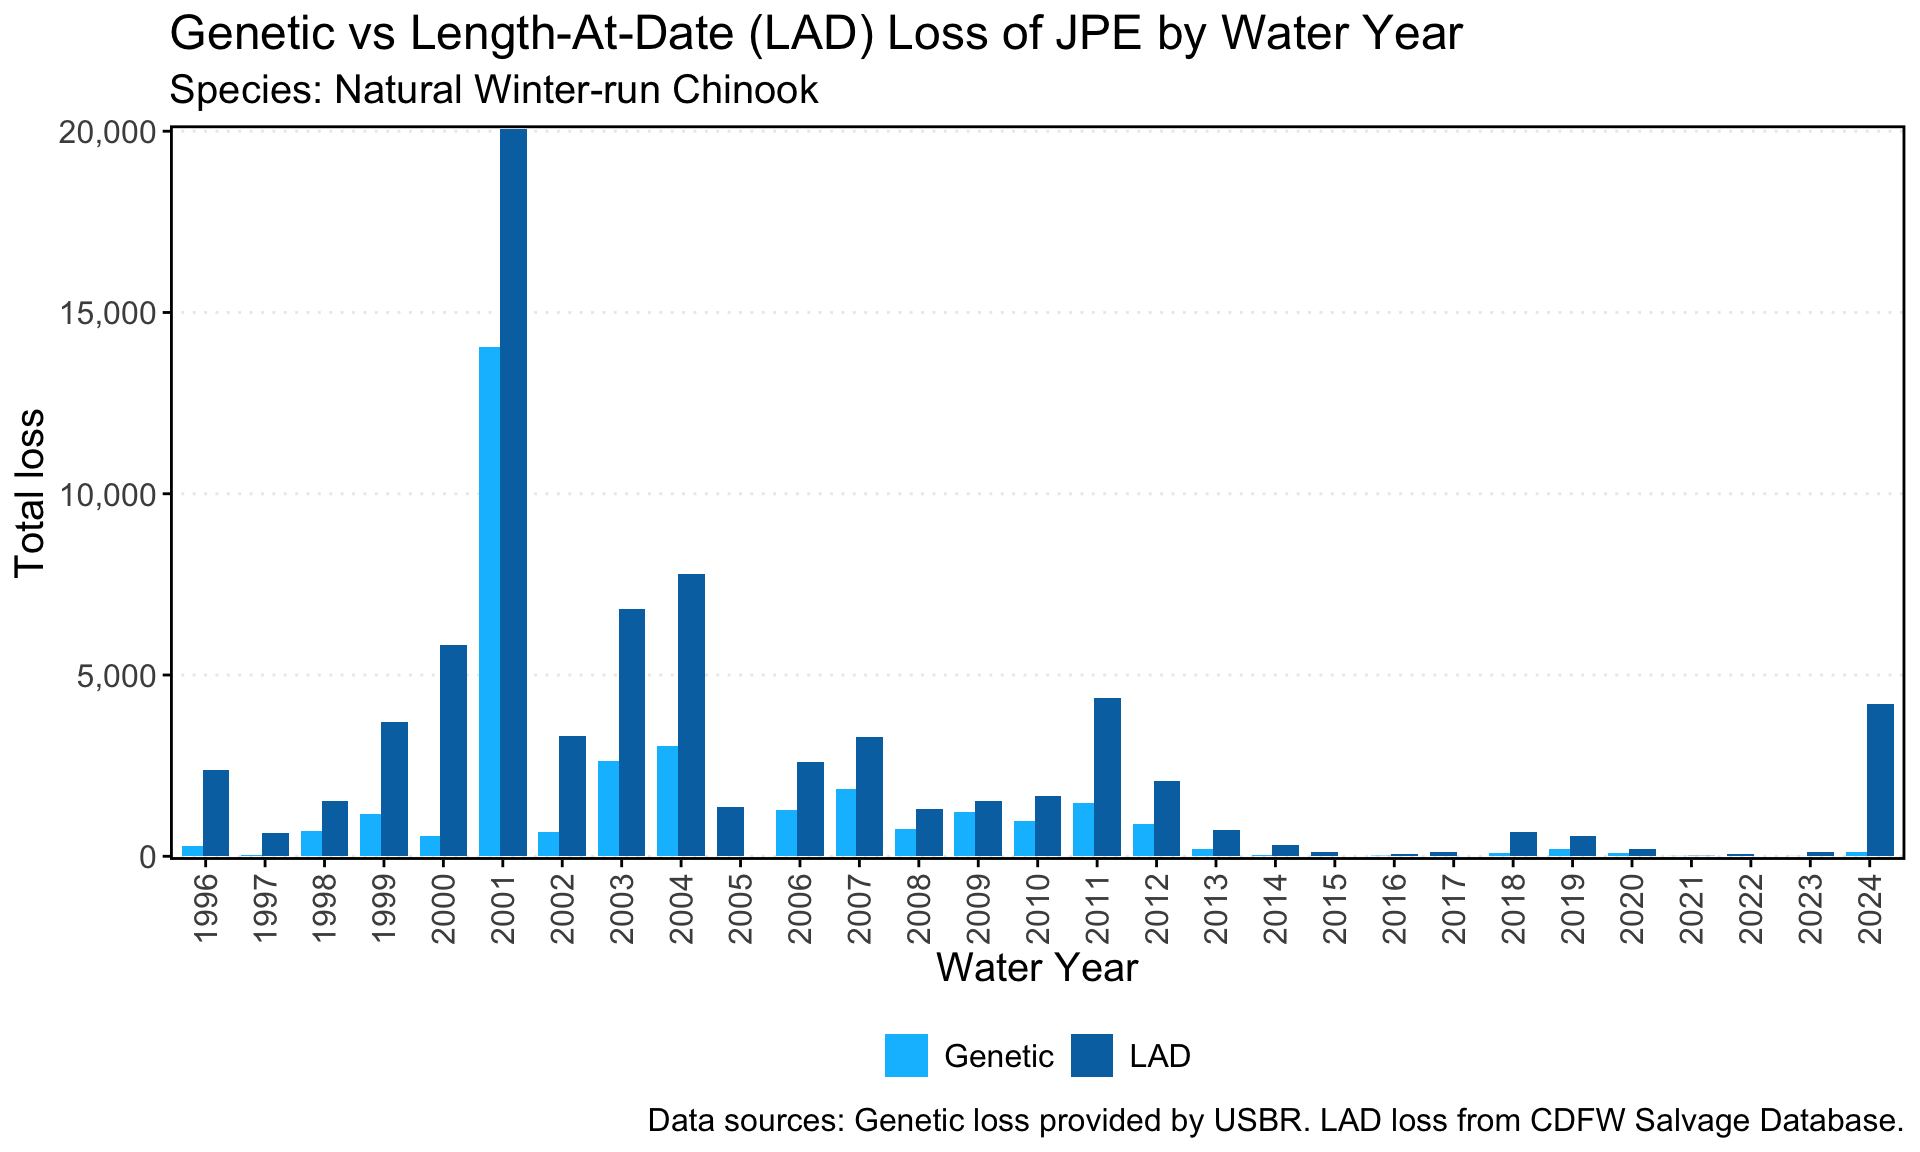 Genetic vs Length-At-Date (LAD) Loss of JPE by Water Year
Species: Natural Winter-run Chinook
20,000
15,000
10,000
5,000
0
Total loss
1996 1997 1998 1999 2000 2001 2002 2003 2004 2005 2006 2007 2008 2009 2010 2011 2012 2013 2014 2015 2016 2017 2018 2019 2020 2021 2022 2023 2024
Water Year
Genetic LAD
Data sources: Genetic loss provided by USBR. LAD loss from CDFW Salvage Database.